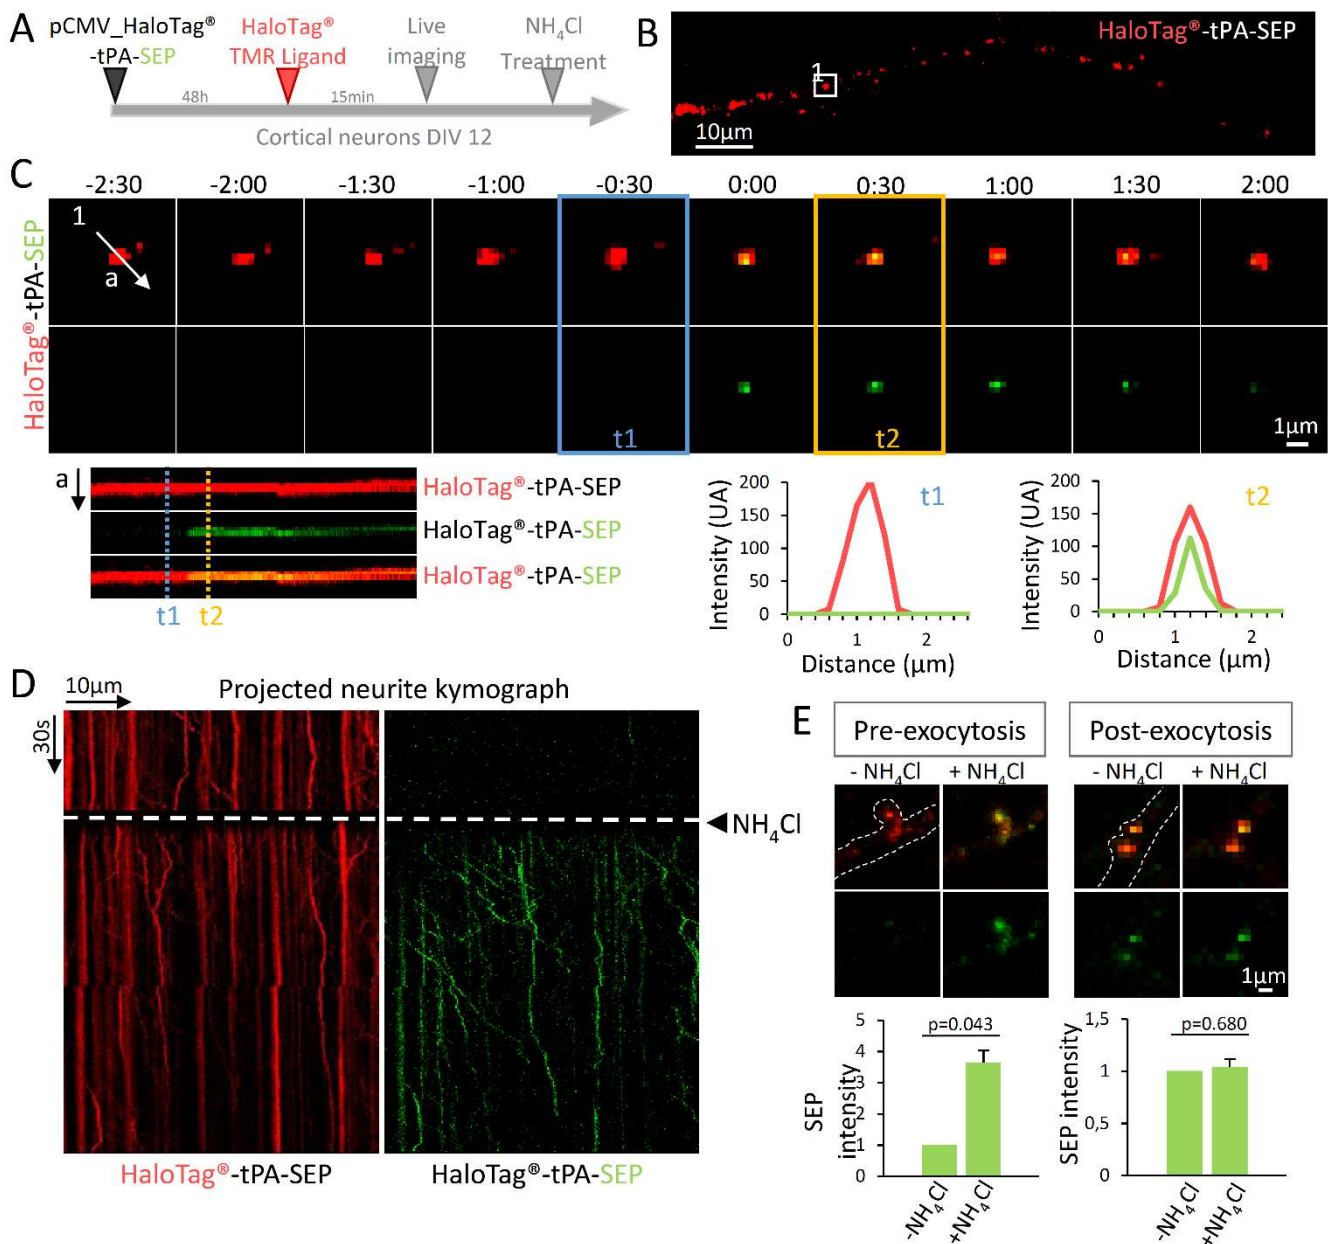 A
pCMV_HaloTag®
-tPA-SEP
HaloTag®
TMR Ligand
Live
imaging
NH4Cl
Treatment
48h
15min
Cortical neurons DIV 12
B
HaloTag®-tPA-SEP
1
10µm
C
-2:30 -2:00 -1:30 -1:00 -0:30 0:00 0:30 1:00 1:30 2:00
HaloTag®-tPA-SEP
1
a
t1
t2
1µm
a
HaloTag®-tPA-SEP
HaloTag®-tPA-SEP
HaloTag®-tPA-SEP
t1 t2
Intensity (UA)
200
150
100
50
0
0 1 2
Distance (µm)
t1
Intensity (UA)
200
150
100
50
0
0 1 2
Distance (µm)
t2
D
10µm
Projected neurite kymograph
30s
NH4Cl
HaloTag®-tPA-SEP
HaloTag®-tPA-SEP
E
Pre-exocytosis
- NH4Cl + NH4Cl
Post-exocytosis
- NH4Cl + NH4Cl
1µm
SEP
intensity
5
4
3
2
1
0
p=0.043
-NH4Cl
+NH4Cl
SEP intensity
1,5
1
0,5
0
p=0.680
-NH4Cl
+NH4Cl